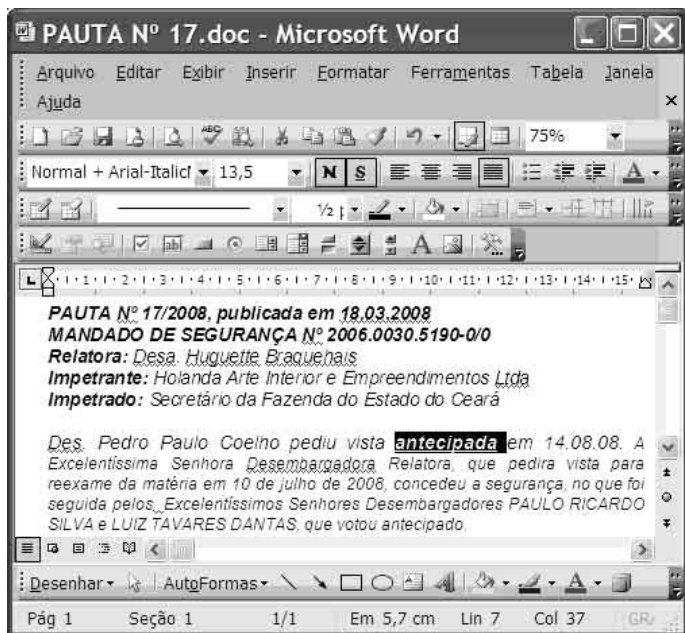 PAUTA Nº 17.doc - Microsoft Word
Arquivo Editar Exibir Inserir Formatar Ferramentas Tabela Janela
Ajuda
75%
Normal + Arial-Italic 13,5 N S A
½
PAUTA Nº 17/2008, publicada em 18.03.2008
MANDADO DE SEGURANÇA Nº 2006.0030.5190-0/0
Relatora: Desa. Huguette Braquehais
Impetrante: Holanda Arte Interior e Empreendimentos Ltda
Impetrado: Secretário da Fazenda do Estado do Ceará
Des. Pedro Paulo Coelho pediu vista antecipada em 14.08.08. A
Excelentíssima Senhora Desembargadora Relatora, que pedira vista para
reexame da matéria em 10 de julho de 2008, concedeu a segurança, no que foi
seguida pelos Excelentíssimos Senhores Desembargadores PAULO RICARDO
SILVA e LUIZ TAVARES DANTAS, que votou antecipado.
Desenhar AutoFormas
Pág 1 Seção 1 1/1 Em 5,7 cm Lin 7 Col 37 GRA